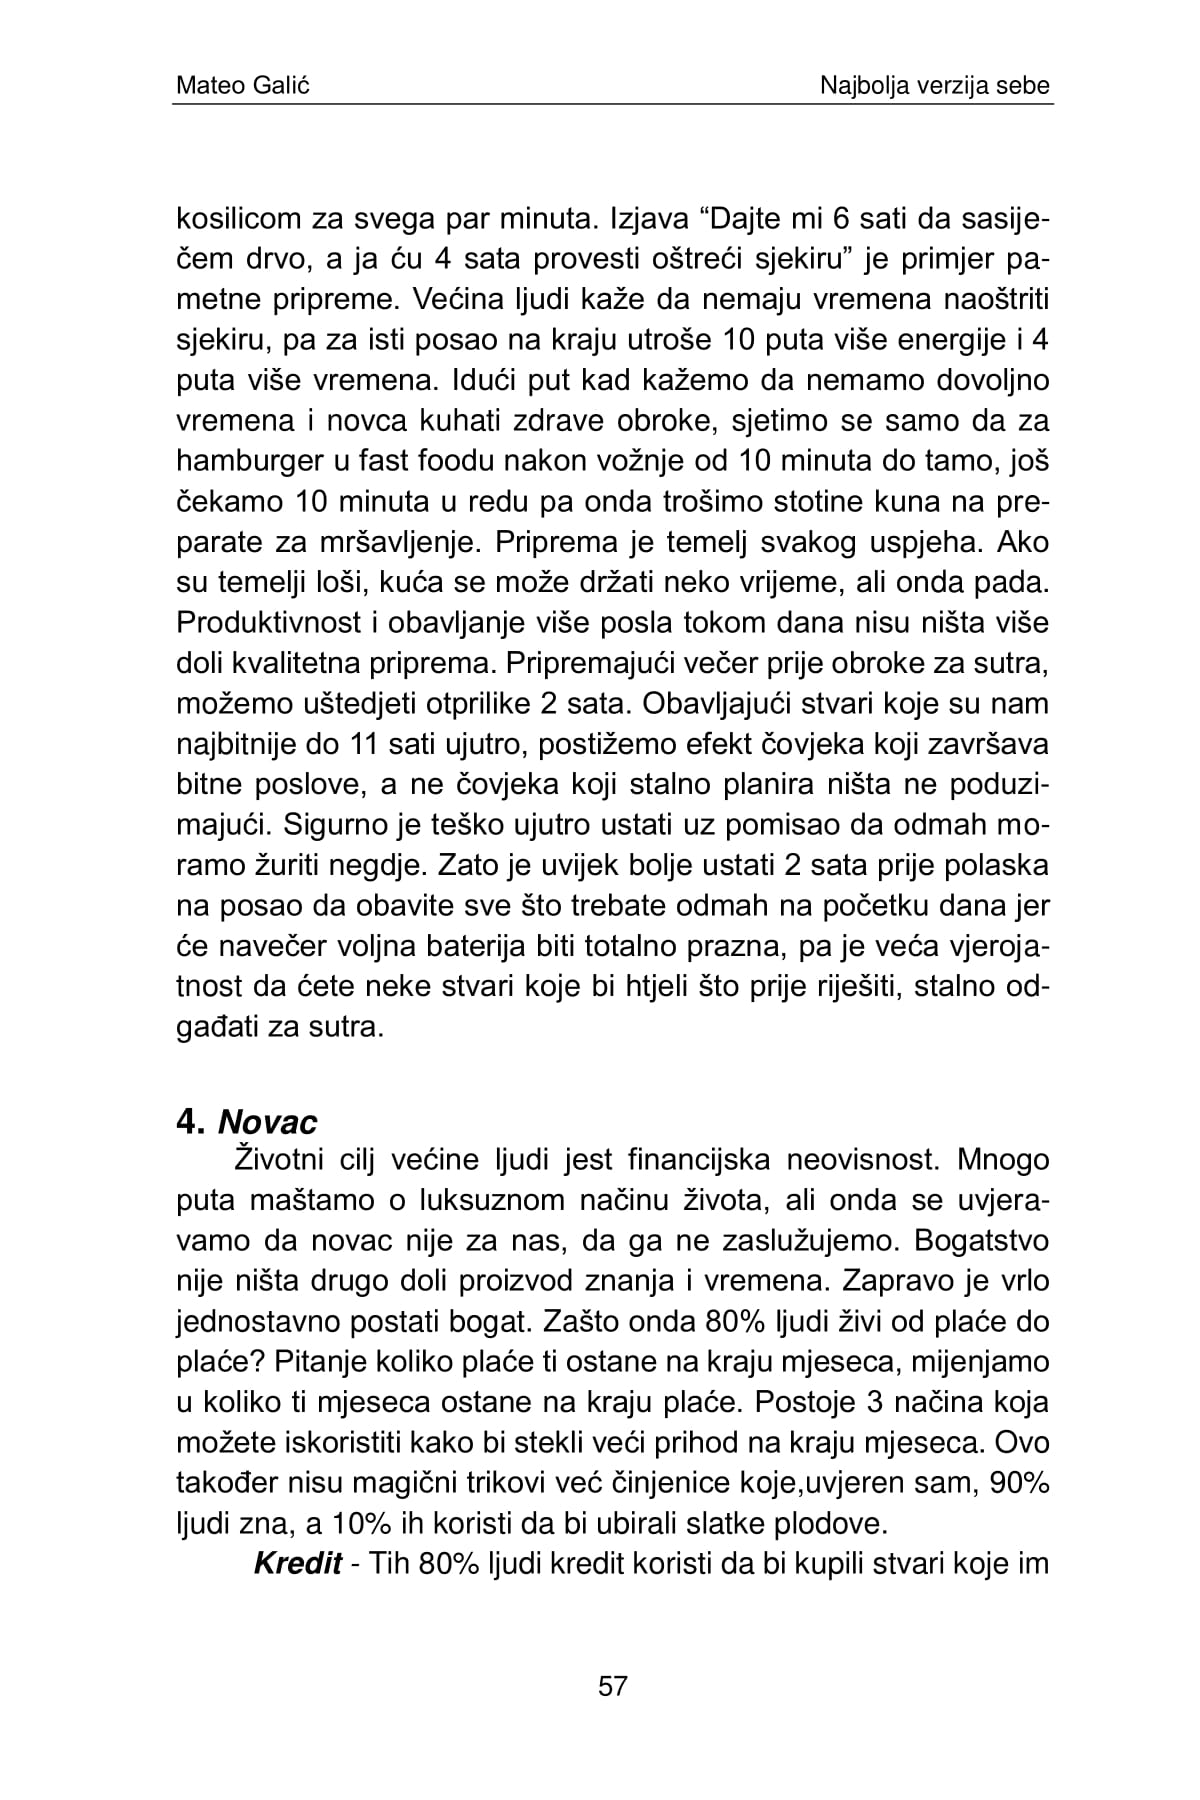 Mateo Galić Najbolja verzija sebe
kosilicom za svega par minuta. Izjava “Dajte mi 6 sati da sasije-
čem drvo, a ja ću 4 sata provesti oštreći sjekiru” je primjer pa-
metne pripreme. Većina ljudi kaže da nemaju vremena naoštriti
sjekiru, pa za isti posao na kraju utroše 10 puta više energije i 4
puta više vremena. Idući put kad kažemo da nemamo dovoljno
vremena i novca kuhati zdrave obroke, sjetimo se samo da za
hamburger u fast foodu nakon vožnje od 10 minuta do tamo, još
čekamo 10 minuta u redu pa onda trošimo stotine kuna na pre-
parate za mršavljenje. Priprema je temelj svakog uspjeha. Ako
su temelji loši, kuća se može držati neko vrijeme, ali onda pada.
Produktivnost i obavljanje više posla tokom dana nisu ništa više
doli kvalitetna priprema. Pripremajući večer prije obroke za sutra,
možemo uštedjeti otprilike 2 sata. Obavljajući stvari koje su nam
najbitnije do 11 sati ujutro, postižemo efekt čovjeka koji završava
bitne poslove, a ne čovjeka koji stalno planira ništa ne poduzi-
majući. Sigurno je teško ujutro ustati uz pomisao da odmah mo-
ramo žuriti negdje. Zato je uvijek bolje ustati 2 sata prije polaska
na posao da obavite sve što trebate odmah na početku dana jer
će navečer voljna baterija biti totalno prazna, pa je veća vjeroja-
tnost da ćete neke stvari koje bi htjeli što prije riješiti, stalno od-
gađati za sutra.
4. Novac
Životni cilj većine ljudi jest financijska neovisnost. Mnogo
puta maštamo o luksuznom načinu života, ali onda se uvjera-
vamo da novac nije za nas, da ga ne zaslužujemo. Bogatstvo
nije ništa drugo doli proizvod znanja i vremena. Zapravo je vrlo
jednostavno postati bogat. Zašto onda 80% ljudi živi od plaće do
plaće? Pitanje koliko plaće ti ostane na kraju mjeseca, mijenjamo
u koliko ti mjeseca ostane na kraju plaće. Postoje 3 načina koja
možete iskoristiti kako bi stekli veći prihod na kraju mjeseca. Ovo
također nisu magični trikovi već činjenice koje,uvjeren sam, 90%
ljudi zna, a 10% ih koristi da bi ubirali slatke plodove.
Kredit - Tih 80% ljudi kredit koristi da bi kupili stvari koje im
57